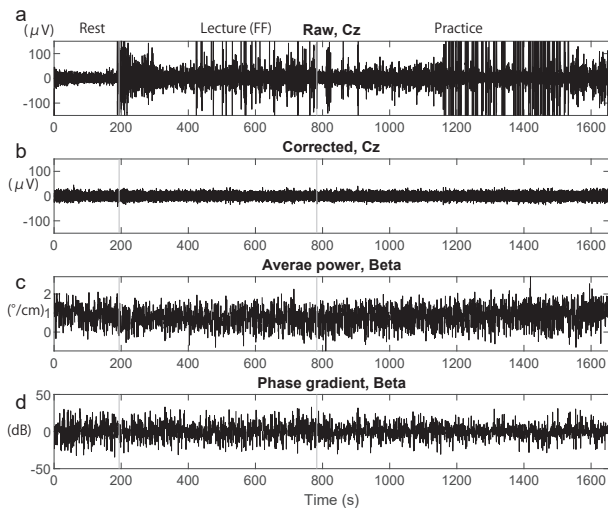 a
Rest Lecture (FF) Raw, Cz Practice
(μV)
100
0
-100
0 200 400 600 800 1000 1200 1400 1600
b
Corrected, Cz
(μV)
100
0
-100
0 200 400 600 800 1000 1200 1400 1600
c
Averae power, Beta
(°/cm)
2
1
0
0 200 400 600 800 1000 1200 1400 1600
d
Phase gradient, Beta
(dB)
50
0
-50
0 200 400 600 800 1000 1200 1400 1600
Time (s)